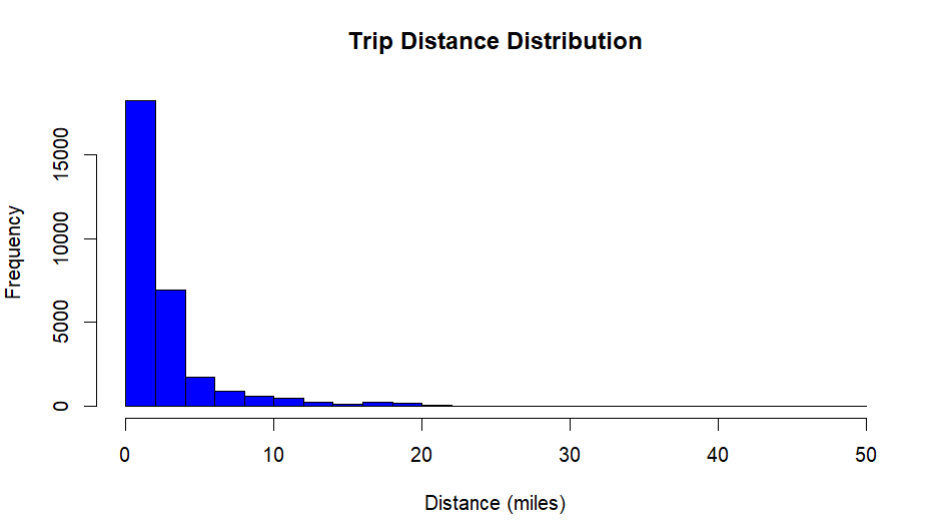 Trip Distance Distribution
Frequency
15000
10000
5000
0
0 10 20 30 40 50
Distance (miles)